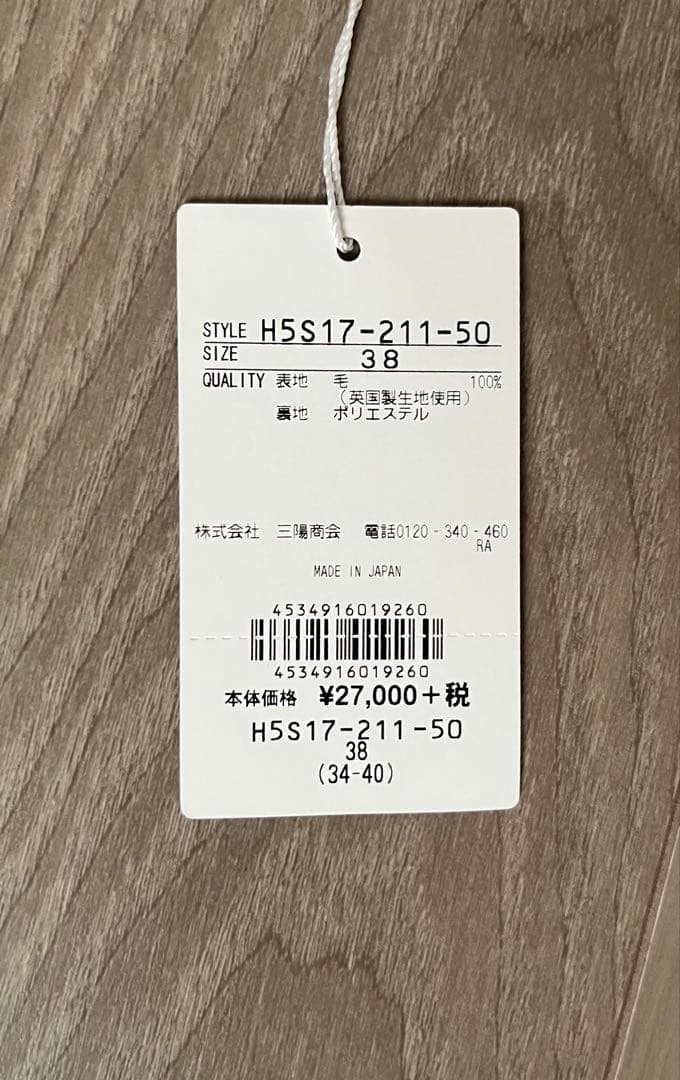 STYLE H5S17-211-50
SIZE 38
QUALITY 表地 毛 100%
（英国製生地使用）
裏地 ポリエステル
株式会社 三陽商会 電話0120-340-460
RA
MADE IN JAPAN
4534916019260
4534916019260
本体価格 ¥27,000+税
H5S17-211-50
38
(34-40)